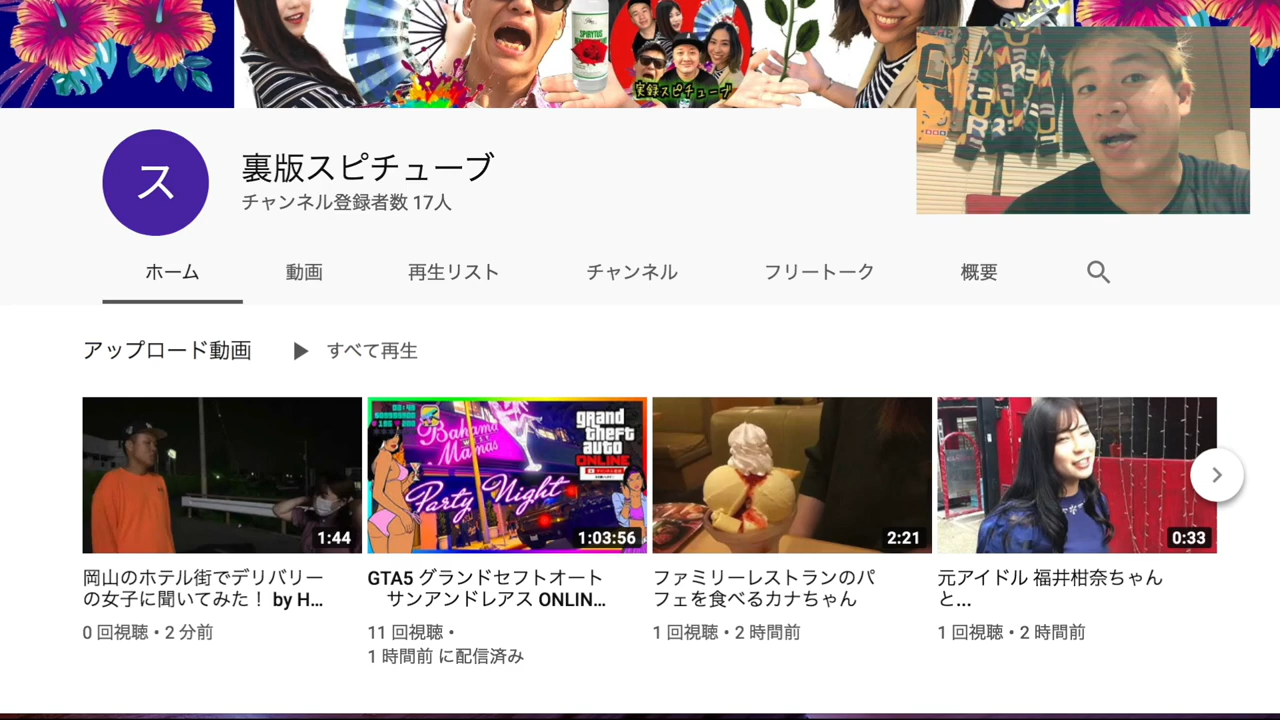 SPIRYTUS
実録スピチューブ
ス
裏版スピチューブ
チャンネル登録者数 17人
ホーム
動画
再生リスト
チャンネル
フリートーク
概要
アップロード動画
すべて再生
1:44
Bahama
Mamas
Party Night
grand
theft
auto
ONLINE
1:03:56
2:21
0:33
岡山のホテル街でデリバリー
の女子に聞いてみた！ by H...
0 回視聴・2 分前
GTA5 グランドセフトオート
サンアンドレアス ONLIN...
11 回視聴・
1 時間前 に配信済み
ファミリーレストランのパ
フェを食べるカナちゃん
1 回視聴・2 時間前
元アイドル 福井柑奈ちゃん
と...
1 回視聴・2 時間前